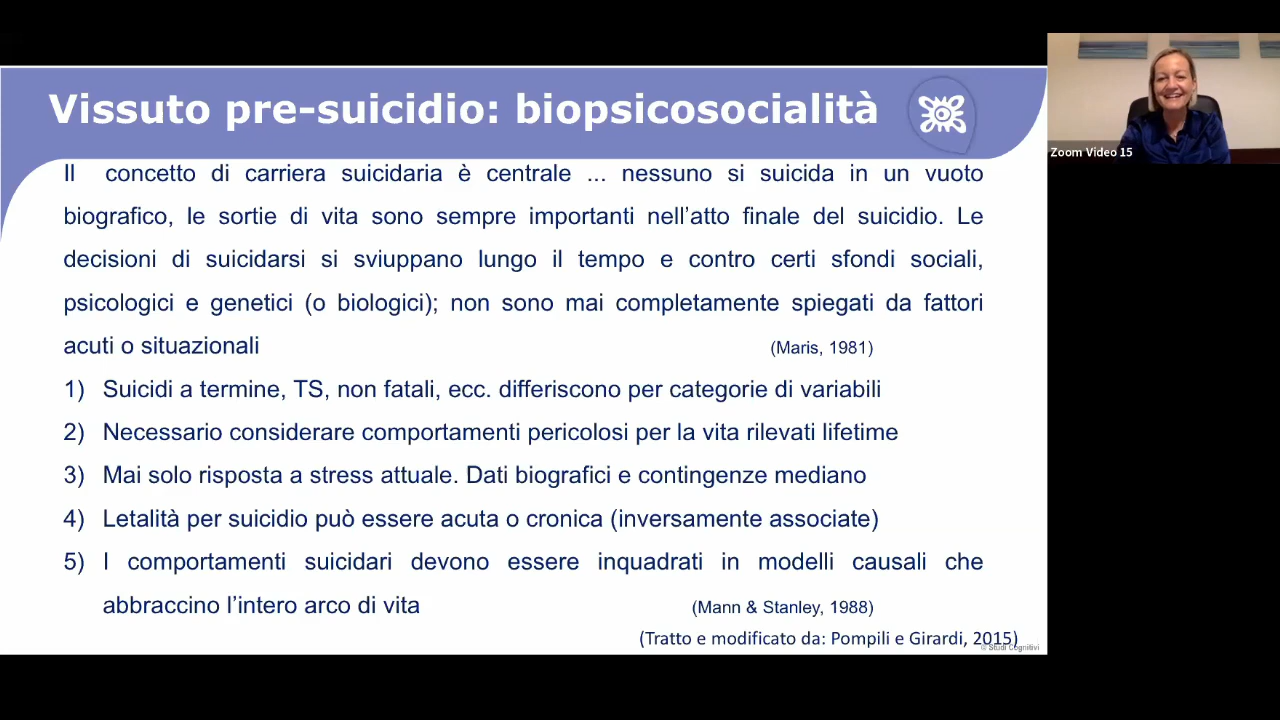 Vissuto pre-suicidio: biopsicosocialità
Zoom Video 15
Il concetto di carriera suicidaria è centrale ... nessuno si suicida in un vuoto
biografico, le sortie di vita sono sempre importanti nell'atto finale del suicidio. Le
decisioni di suicidarsi si sviuppano lungo il tempo e contro certi sfondi sociali,
psicologici e genetici (o biologici); non sono mai completamente spiegati da fattori
acuti o situazionali (Maris, 1981)
1) Suicidi a termine, TS, non fatali, ecc. differiscono per categorie di variabili
2) Necessario considerare comportamenti pericolosi per la vita rilevati lifetime
3) Mai solo risposta a stress attuale. Dati biografici e contingenze mediano
4) Letalità per suicidio può essere acuta o cronica (inversamente associate)
5) I comportamenti suicidari devono essere inquadrati in modelli causali che
abbraccino l'intero arco di vita (Mann & Stanley, 1988)
(Tratto e modificato da: Pompili e Girardi, 2015)
© Studi Cognitivi